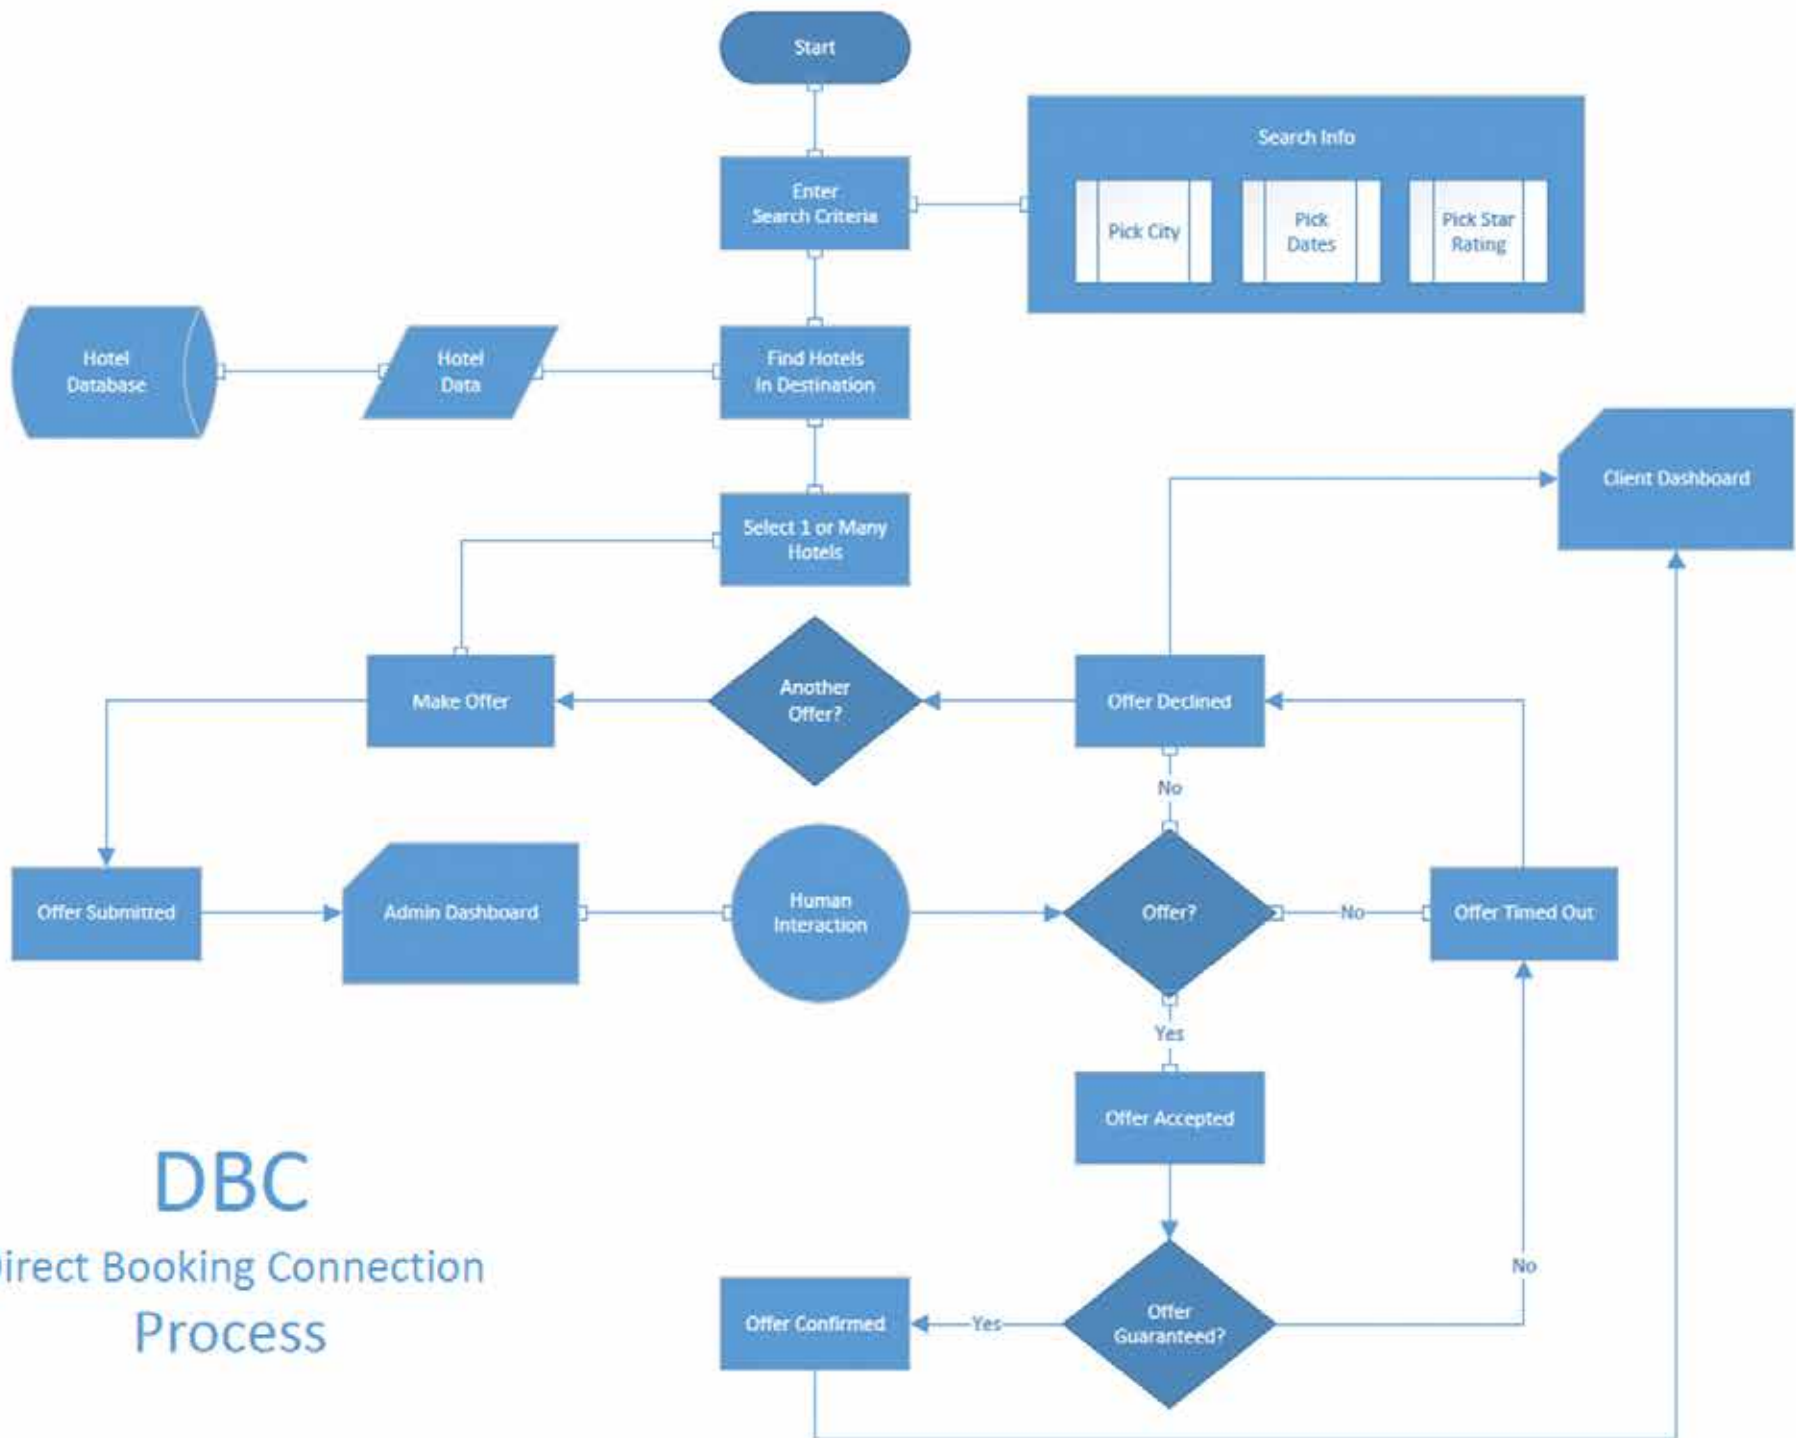 Start
Enter
Search Criteria
Search Info
Pick City
Pick
Dates
Pick Star
Rating
Hotel
Database
Hotel
Data
Find Hotels
In Destination
Client Dashboard
Select 1 or Many
Hotels
Make Offer
Another
Offer?
Offer Declined
No
Offer Submitted
Admin Dashboard
Human
Interaction
Offer?
No
Offer Timed Out
Yes
Offer Accepted
DBC
irect Booking Connection
Process
No
Offer Confirmed
Yes
Offer
Guaranteed?